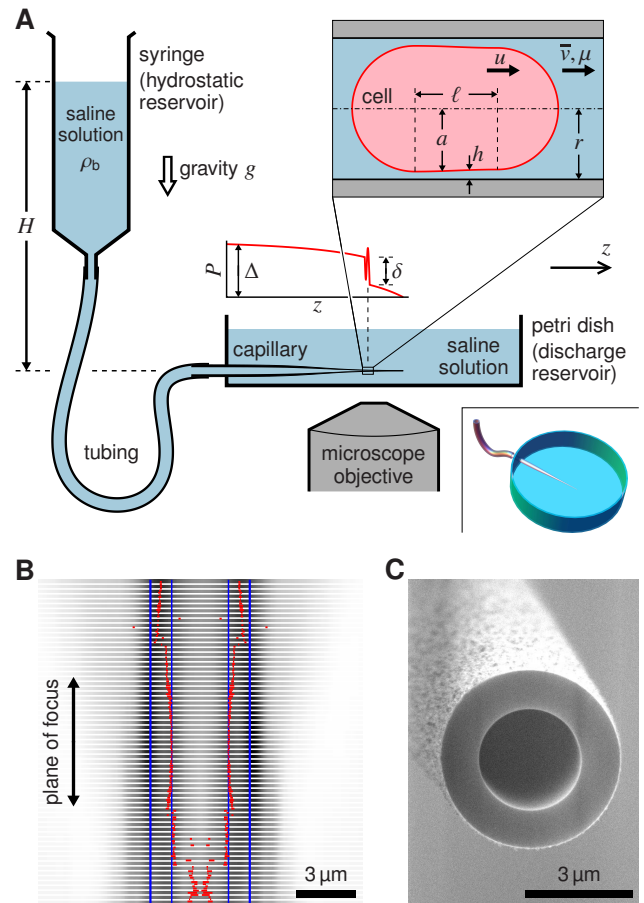 A
syringe
(hydrostatic
reservoir)
saline
solution
ρb
gravity g
H
cell
u
v̅, μ
ℓ
a
h
r
P
Δ
δ
z
z
capillary
saline
solution
petri dish
(discharge
reservoir)
tubing
microscope
objective
B
plane of focus
3 μm
C
3 μm